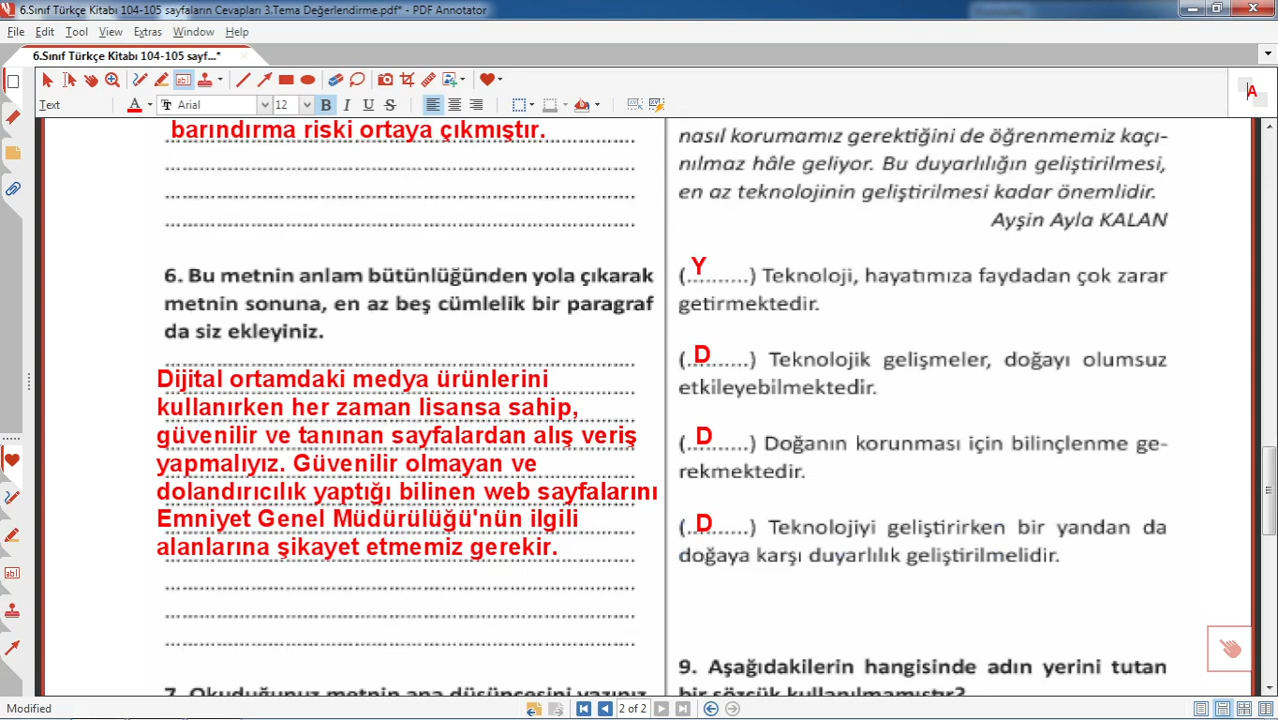 6.Sınıf Türkçe Kitabı 104-105 sayfaların Cevapları 3.Tema Değerlendirme.pdf* - PDF Annotator
File Edit Tool View Extras Window Help
6.Sınıf Türkçe Kitabı 104-105 sayf...*
Text Arial 12 B I U S
A
barındırma riski ortaya çıkmıştır.
6. Bu metnin anlam bütünlüğünden yola çıkarak
metnin sonuna, en az beş cümlelik bir paragraf
da siz ekleyiniz.
Dijital ortamdaki medya ürünlerini
kullanırken her zaman lisansa sahip,
güvenilir ve tanınan sayfalardan alış veriş
yapmalıyız. Güvenilir olmayan ve
dolandırıcılık yaptığı bilinen web sayfalarını
Emniyet Genel Müdürülüğü'nün ilgili
alanlarına şikayet etmemiz gerekir.
7. Okuduğunuz metnin ana düşüncesini yazınız
nasıl korumamız gerektiğini de öğrenmemiz kaçı-
nılmaz hâle geliyor. Bu duyarlılığın geliştirilmesi,
en az teknolojinin geliştirilmesi kadar önemlidir.
Ayşin Ayla KALAN
(..Y........) Teknoloji, hayatımıza faydadan çok zarar
getirmektedir.
(..D........) Teknolojik gelişmeler, doğayı olumsuz
etkileyebilmektedir.
(..D........) Doğanın korunması için bilinçlenme ge-
rekmektedir.
(..D........) Teknolojiyi geliştirirken bir yandan da
doğaya karşı duyarlılık geliştirilmelidir.
9. Aşağıdakilerin hangisinde adın yerini tutan
bir sözcük kullanılmamıştır?
Modified
2 of 2